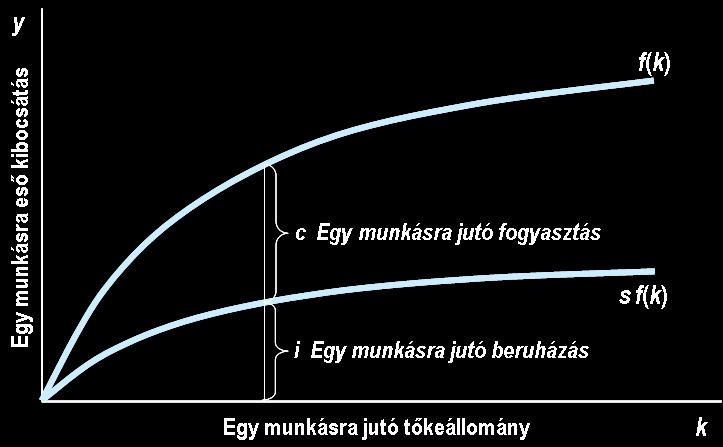 y
Egy munkásra eső kibocsátás
f(k)
c Egy munkásra jutó fogyasztás
s f(k)
i Egy munkásra jutó beruházás
Egy munkásra jutó tőkeállomány
k